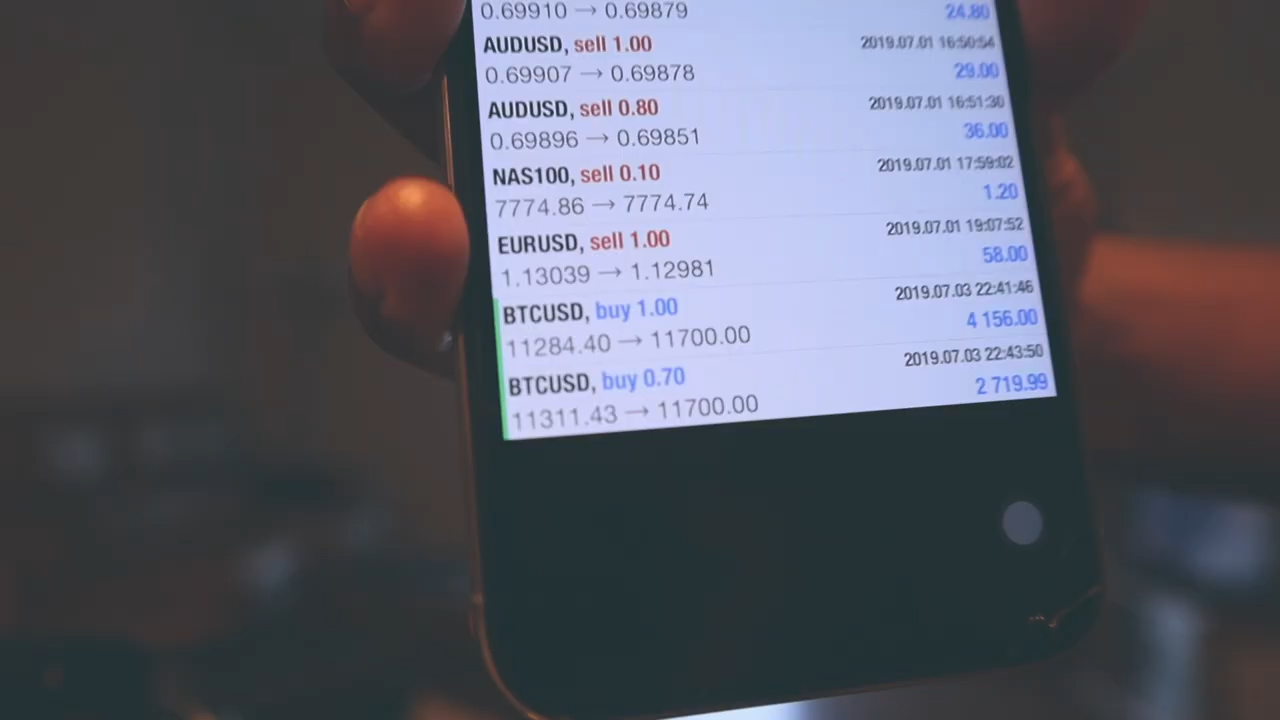 0.69910 → 0.69879 24.80
AUDUSD, sell 1.00 2019.07.01 16:50:54
0.69907 → 0.69878 29.00
AUDUSD, sell 0.80 2019.07.01 16:51:30
0.69896 → 0.69851 36.00
NAS100, sell 0.10 2019.07.01 17:59:02
7774.86 → 7774.74 1.20
EURUSD, sell 1.00 2019.07.01 19:07:52
1.13039 → 1.12981 58.00
BTCUSD, buy 1.00 2019.07.03 22:41:46
11284.40 → 11700.00 4 156.00
BTCUSD, buy 0.70 2019.07.03 22:43:50
11311.43 → 11700.00 2 719.99